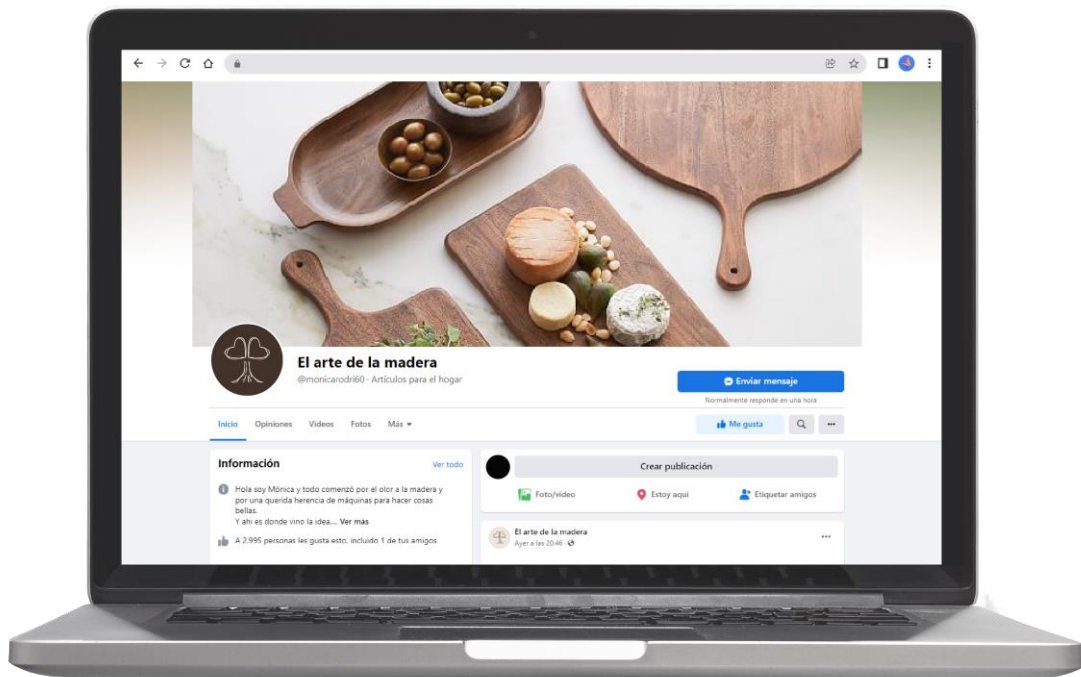 El arte de la madera
@monicarodri60 · Artículos para el hogar
Enviar mensaje
Normalmente responde en una hora
Inicio Opiniones Videos Fotos Más
Me gusta
Información
Ver todo
Hola soy Mónica y todo comenzó por el olor a la madera y
por una querida herencia de máquinas para hacer cosas
bellas.
Y ahi es donde vino la idea... Ver más
A 2.995 personas les gusta esto, incluido 1 de tus amigos
Crear publicación
Foto/video Estoy aquí Etiquetar amigos
El arte de la madera
Ayer a las 20:46